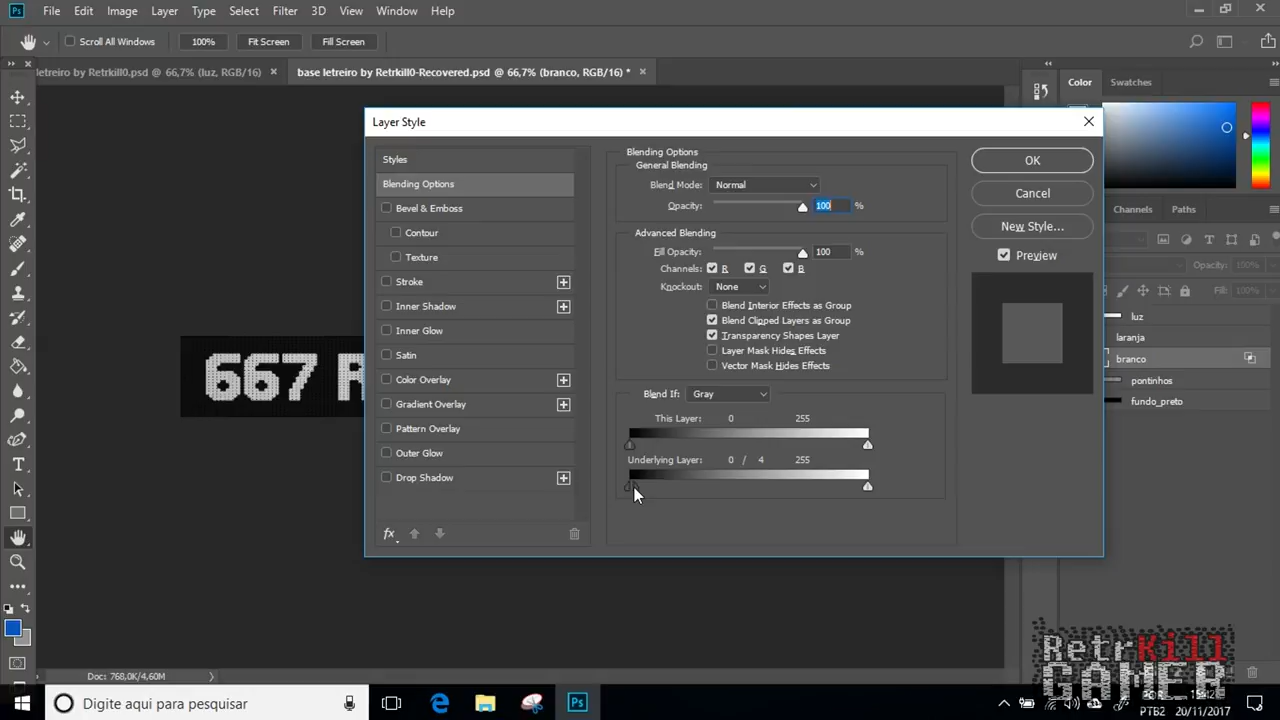 Ps File Edit Image Layer Type Select Filter 3D View Window Help
Scroll All Windows 100% Fit Screen Fill Screen
letreiro by Retrkill0.psd @ 66,7% (luz, RGB/16) ×
base letreiro by Retrkill0-Recovered.psd @ 66,7% (branco, RGB/16) * ×
Color Swatches
Channels Paths
Opacity: 100%
Fill: 100%
luz
laranja
branco
pontinhos
fundo_preto
667 R
Layer Style
Styles
Blending Options
Bevel & Emboss
Contour
Texture
Stroke
Inner Shadow
Inner Glow
Satin
Color Overlay
Gradient Overlay
Pattern Overlay
Outer Glow
Drop Shadow
fx
Blending Options
General Blending
Blend Mode: Normal
Opacity: 100 %
Advanced Blending
Fill Opacity: 100 %
Channels: R G B
Knockout: None
Blend Interior Effects as Group
Blend Clipped Layers as Group
Transparency Shapes Layer
Layer Mask Hides Effects
Vector Mask Hides Effects
Blend If: Gray
This Layer: 0 255
Underlying Layer: 0 / 4 255
OK
Cancel
New Style...
Preview
Doc: 768,0K/4,60M
RetrKill
GAMER
Digite aqui para pesquisar
Ps
PTB2 20/11/2017